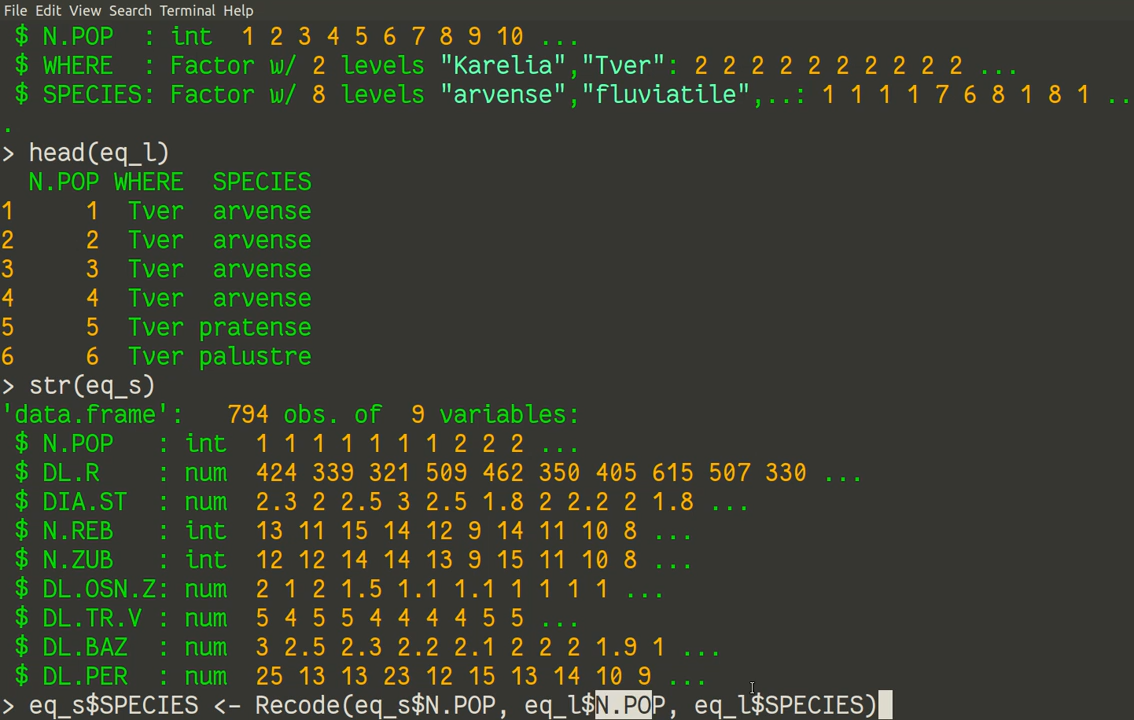 File Edit View Search Terminal Help
$ N.POP  : int  1 2 3 4 5 6 7 8 9 10 ...
$ WHERE  : Factor w/ 2 levels "Karelia","Tver": 2 2 2 2 2 2 2 2 2 2 ...
$ SPECIES: Factor w/ 8 levels "arvense","fluviatile",..: 1 1 1 1 7 6 8 1 8 1 ..
.
> head(eq_l)
  N.POP WHERE  SPECIES
1     1  Tver  arvense
2     2  Tver  arvense
3     3  Tver  arvense
4     4  Tver  arvense
5     5  Tver pratense
6     6  Tver palustre
> str(eq_s)
'data.frame':   794 obs. of  9 variables:
 $ N.POP   : int  1 1 1 1 1 1 1 2 2 2 ...
 $ DL.R    : num  424 339 321 509 462 350 405 615 507 330 ...
 $ DIA.ST  : num  2.3 2 2.5 3 2.5 1.8 2 2.2 2 1.8 ...
 $ N.REB   : int  13 11 15 14 12 9 14 11 10 8 ...
 $ N.ZUB   : int  12 12 14 14 13 9 15 11 10 8 ...
 $ DL.OSN.Z: num  2 1 2 1.5 1.1 1.1 1 1 1 1 ...
 $ DL.TR.V : num  5 4 5 5 4 4 4 4 5 5 ...
 $ DL.BAZ  : num  3 2.5 2.3 2.2 2.1 2 2 2 1.9 1 ...
 $ DL.PER  : num  25 13 13 23 12 15 13 14 10 9 ...
> eq_s$SPECIES <- Recode(eq_s$N.POP, eq_l$N.POP, eq_l$SPECIES)